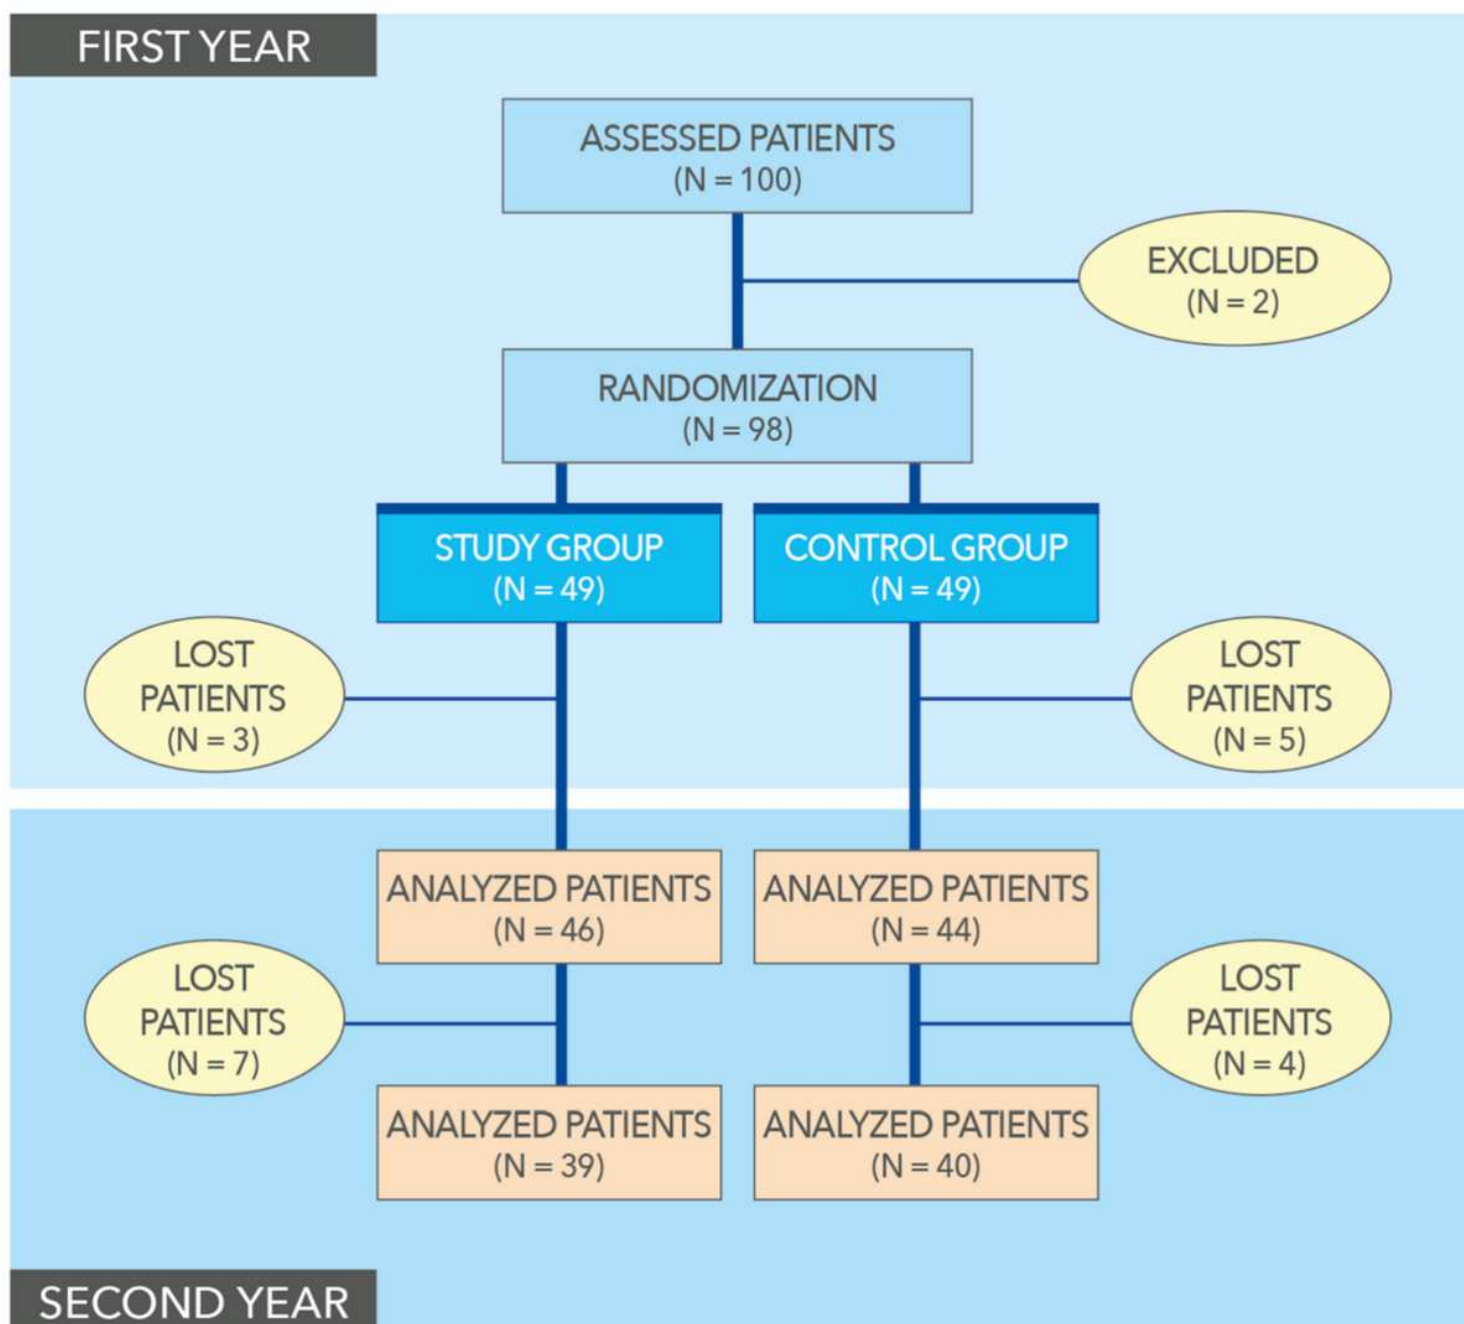 FIRST YEAR
ASSESSED PATIENTS
(N = 100)
EXCLUDED
(N = 2)
RANDOMIZATION
(N = 98)
STUDY GROUP
(N = 49)
CONTROL GROUP
(N = 49)
LOST
PATIENTS
(N = 3)
LOST
PATIENTS
(N = 5)
ANALYZED PATIENTS
(N = 46)
ANALYZED PATIENTS
(N = 44)
LOST
PATIENTS
(N = 7)
LOST
PATIENTS
(N = 4)
ANALYZED PATIENTS
(N = 39)
ANALYZED PATIENTS
(N = 40)
SECOND YEAR